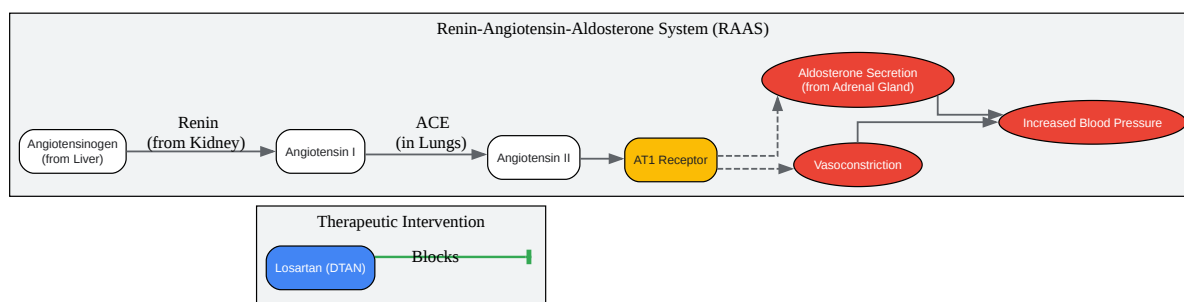 Renin-Angiotensin-Aldosterone System (RAAS)
Angiotensinogen
(from Liver)
Renin
(from Kidney)
Angiotensin I
ACE
(in Lungs)
Angiotensin II
AT1 Receptor
Aldosterone Secretion
(from Adrenal Gland)
Vasoconstriction
Increased Blood Pressure
Therapeutic Intervention
Losartan (DTAN)
Blocks